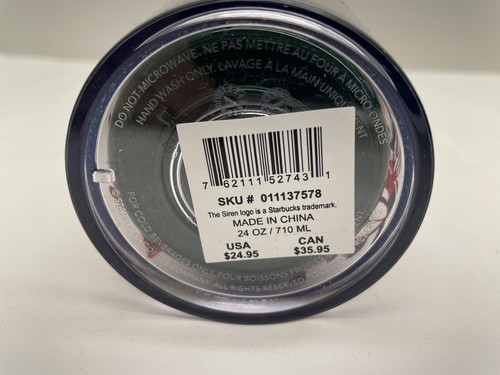 DO NOT MICROWAVE. NE PAS METTRE AU FOUR À MICRO-ONDES
HAND WASH ONLY. LAVAGE À LA MAIN UNIQUEMENT
7 62111 52743 1
SKU # 011137578
The Siren logo is a Starbucks trademark.
MADE IN CHINA
24 OZ / 710 ML
USA CAN
$24.95 $35.95
FOR COLD BEVERAGES ONLY. POUR BOISSONS FROIDES
COMPANY. ALL RIGHTS RESERVED